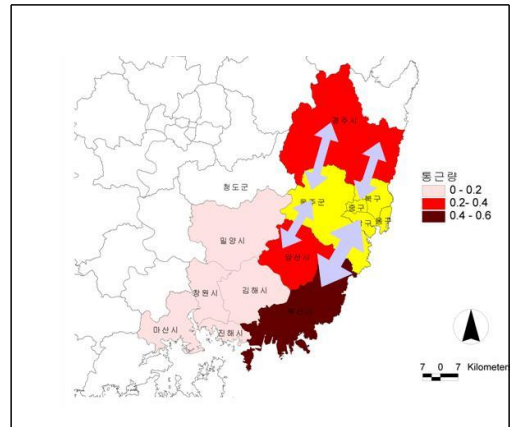 경주시
통근량
0 - 0.2
0.2- 0.4
0.4 - 0.6
청도군
울주군
북구
중구
동구
밀양시
양산시
창원시
김해시
부산시
마산시
진해시
7 0 7 Kilometer